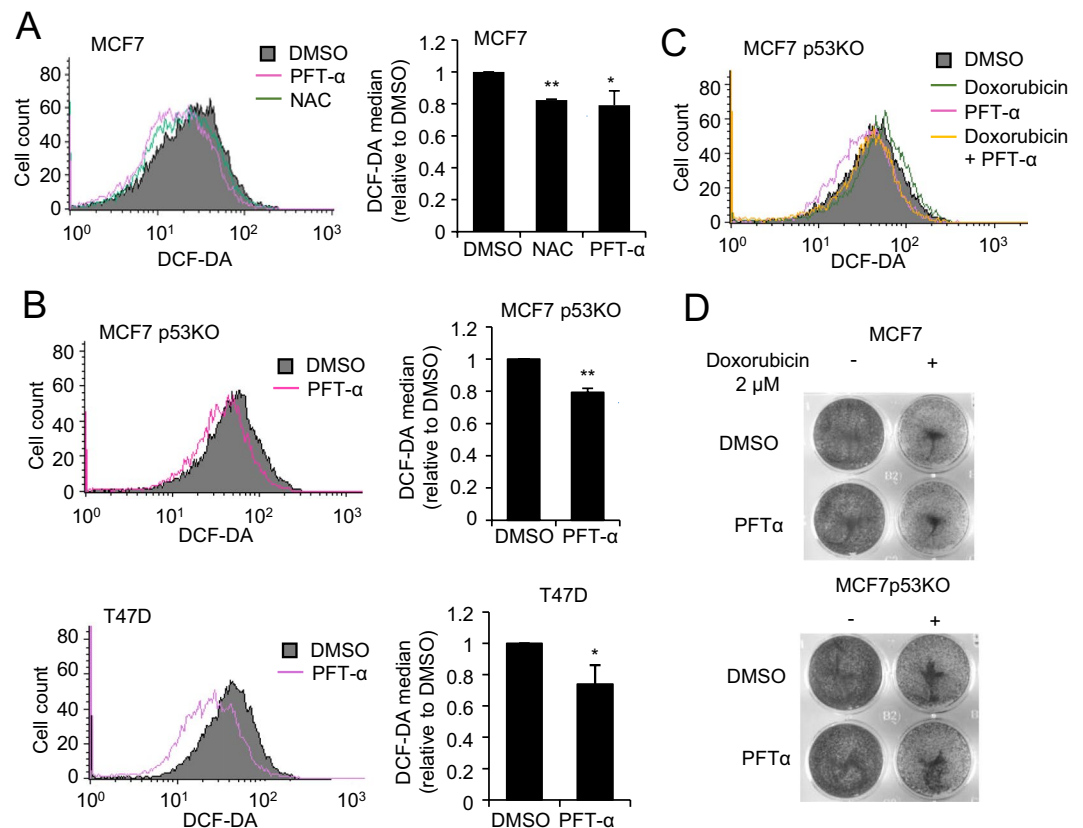 A
MCF7
DMSO
PFT-α
NAC
Cell count
80
60
40
20
0
10⁰ 10¹ 10² 10³
DCF-DA
MCF7
DCF-DA median
(relative to DMSO)
1.2
1
0.8
0.6
0.4
0.2
0
**
*
DMSO NAC PFT-α
C
MCF7 p53KO
DMSO
Doxorubicin
PFT-α
Doxorubicin
+ PFT-α
Cell count
80
60
40
20
0
10⁰ 10¹ 10² 10³
DCF-DA
B
MCF7 p53KO
DMSO
PFT-α
Cell count
80
60
40
20
0
10⁰ 10¹ 10² 10³
DCF-DA
MCF7 p53KO
DCF-DA median
(relative to DMSO)
1.2
1
0.8
0.6
0.4
0.2
0
**
DMSO PFT-α
T47D
DMSO
PFT-α
Cell count
80
60
40
20
0
10⁰ 10¹ 10² 10³
DCF-DA
T47D
DCF-DA median
(relative to DMSO)
1.2
1
0.8
0.6
0.4
0.2
0
*
DMSO PFT-α
D
MCF7
Doxorubicin - +
2 µM
DMSO
B2
PFTα
MCF7p53KO
- +
DMSO
B2
PFTα